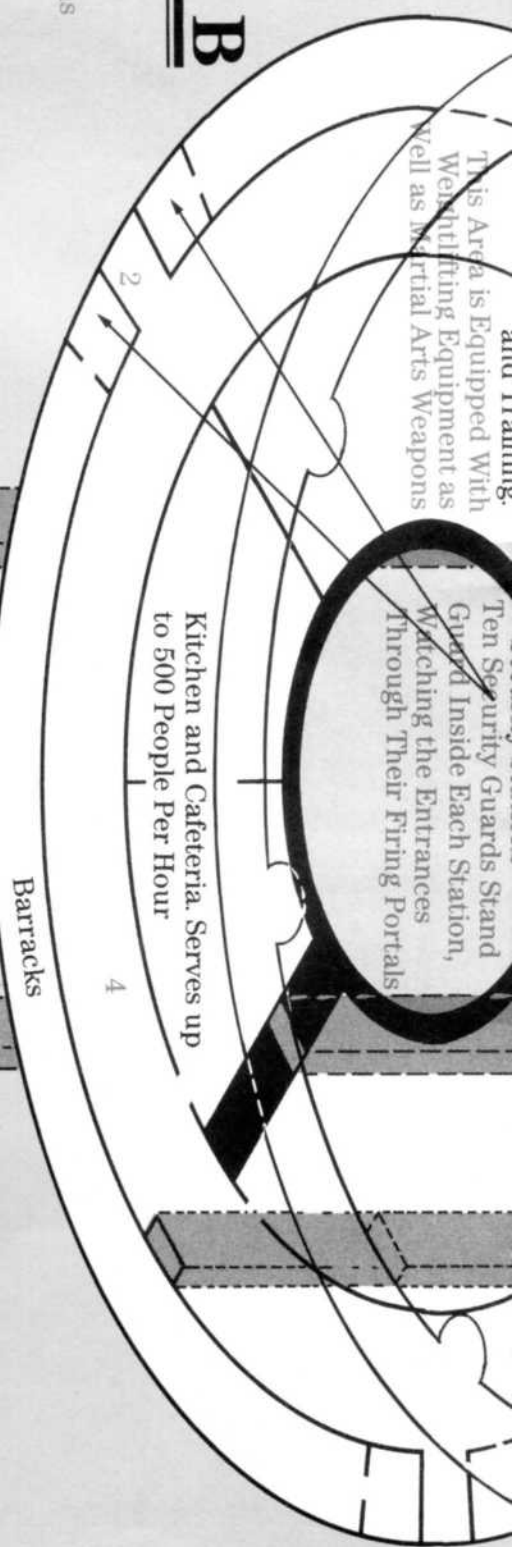 B
and Training.
This Area is Equipped With
Weightlifting Equipment as
Well as Martial Arts Weapons
Ten Security Guards Stand
Guard Inside Each Station,
Watching the Entrances
Through Their Firing Portals
2
Kitchen and Cafeteria. Serves up
to 500 People Per Hour
4
Barracks